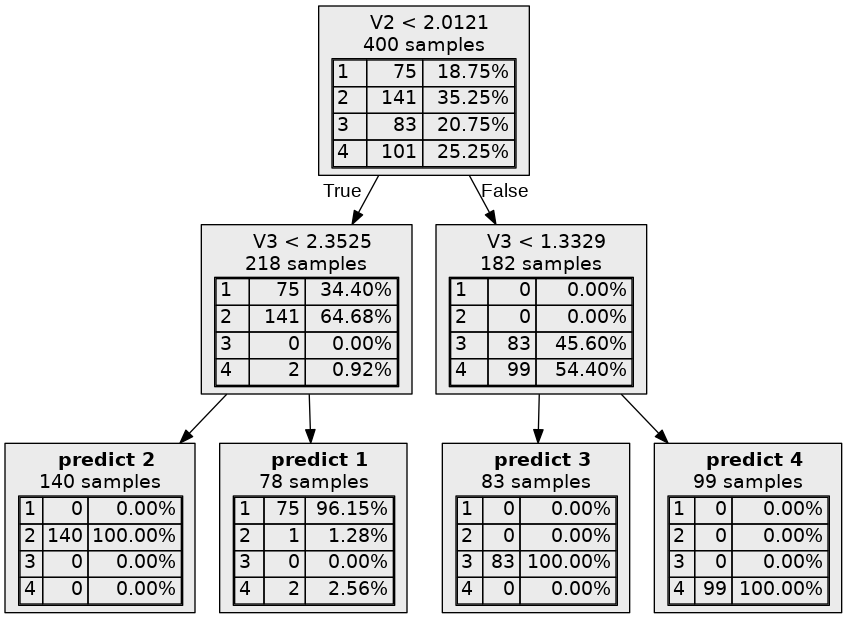 V2 < 2.0121
400 samples
1 75 18.75%
2 141 35.25%
3 83 20.75%
4 101 25.25%
True False
V3 < 2.3525
218 samples
1 75 34.40%
2 141 64.68%
3 0 0.00%
4 2 0.92%
V3 < 1.3329
182 samples
1 0 0.00%
2 0 0.00%
3 83 45.60%
4 99 54.40%
predict 2
140 samples
1 0 0.00%
2 140 100.00%
3 0 0.00%
4 0 0.00%
predict 1
78 samples
1 75 96.15%
2 1 1.28%
3 0 0.00%
4 2 2.56%
predict 3
83 samples
1 0 0.00%
2 0 0.00%
3 83 100.00%
4 0 0.00%
predict 4
99 samples
1 0 0.00%
2 0 0.00%
3 0 0.00%
4 99 100.00%